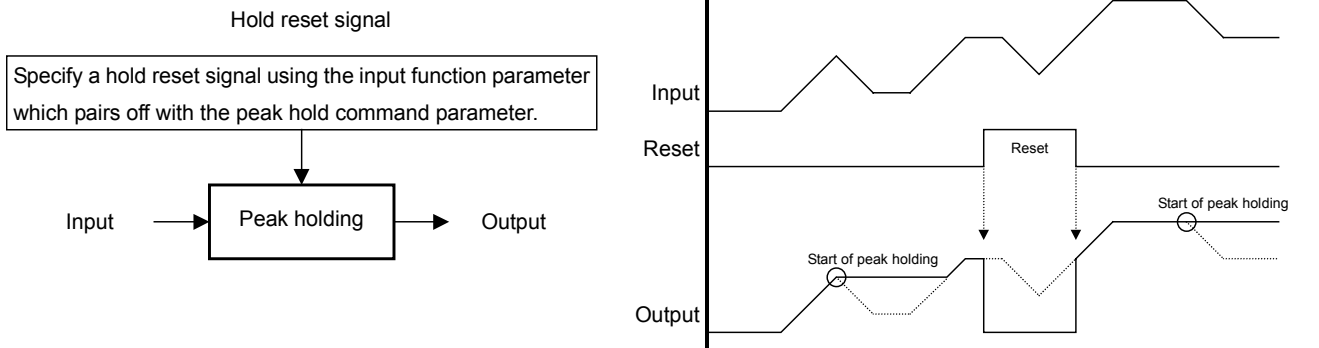 Hold reset signal
Specify a hold reset signal using the input function parameter
which pairs off with the peak hold command parameter.
Input
Peak holding
Output
Input
Reset
Reset
Start of peak holding
Start of peak holding
Output